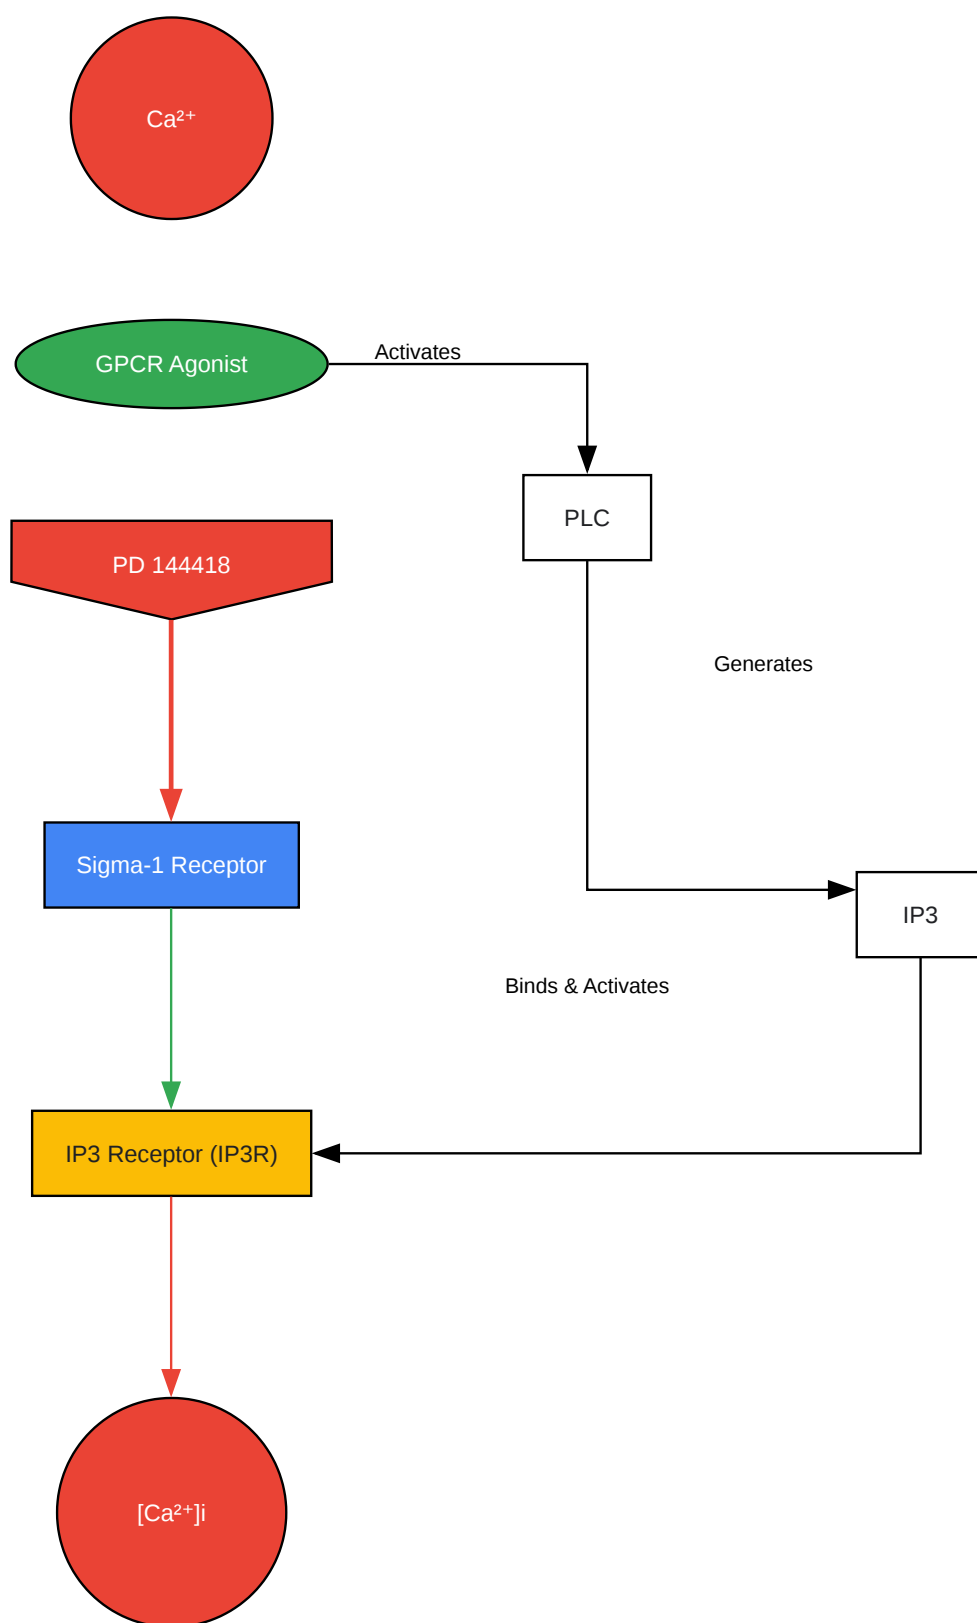 Ca²⁺
GPCR Agonist
Activates
PLC
PD 144418
Generates
Sigma-1 Receptor
IP3
Binds & Activates
IP3 Receptor (IP3R)
[Ca²⁺]i